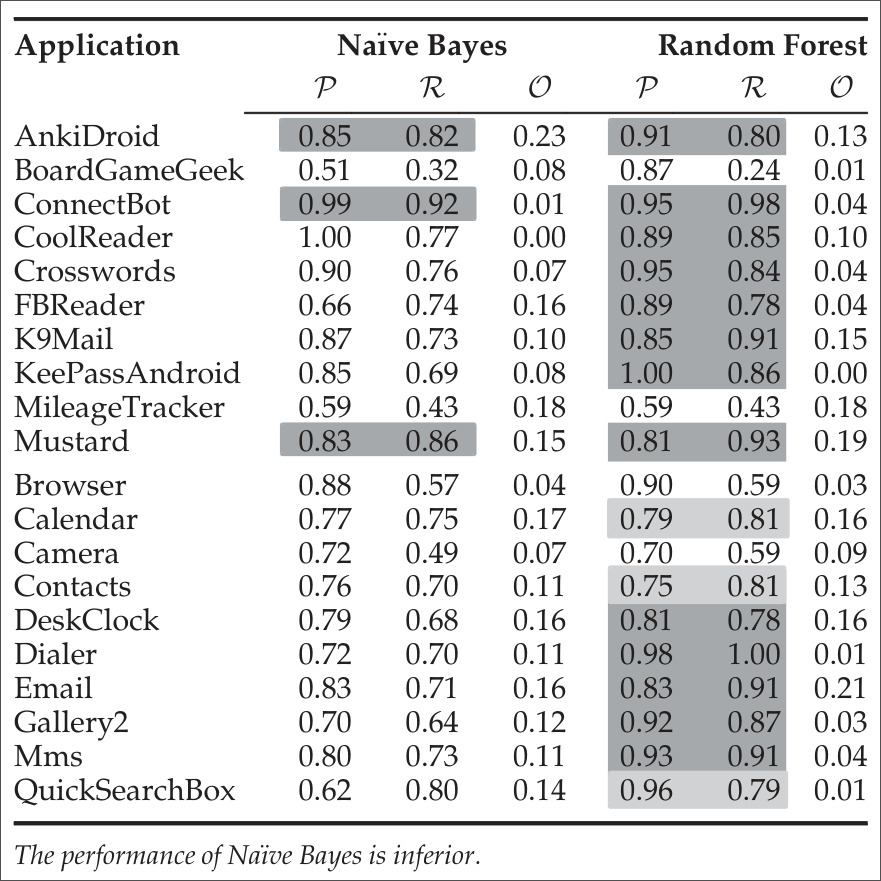 Application Naïve Bayes Random Forest
𝒫 ℛ 𝒪 𝒫 ℛ 𝒪
AnkiDroid 0.85 0.82 0.23 0.91 0.80 0.13
BoardGameGeek 0.51 0.32 0.08 0.87 0.24 0.01
ConnectBot 0.99 0.92 0.01 0.95 0.98 0.04
CoolReader 1.00 0.77 0.00 0.89 0.85 0.10
Crosswords 0.90 0.76 0.07 0.95 0.84 0.04
FBReader 0.66 0.74 0.16 0.89 0.78 0.04
K9Mail 0.87 0.73 0.10 0.85 0.91 0.15
KeePassAndroid 0.85 0.69 0.08 1.00 0.86 0.00
MileageTracker 0.59 0.43 0.18 0.59 0.43 0.18
Mustard 0.83 0.86 0.15 0.81 0.93 0.19
Browser 0.88 0.57 0.04 0.90 0.59 0.03
Calendar 0.77 0.75 0.17 0.79 0.81 0.16
Camera 0.72 0.49 0.07 0.70 0.59 0.09
Contacts 0.76 0.70 0.11 0.75 0.81 0.13
DeskClock 0.79 0.68 0.16 0.81 0.78 0.16
Dialer 0.72 0.70 0.11 0.98 1.00 0.01
Email 0.83 0.71 0.16 0.83 0.91 0.21
Gallery2 0.70 0.64 0.12 0.92 0.87 0.03
Mms 0.80 0.73 0.11 0.93 0.91 0.04
QuickSearchBox 0.62 0.80 0.14 0.96 0.79 0.01
The performance of Naïve Bayes is inferior.